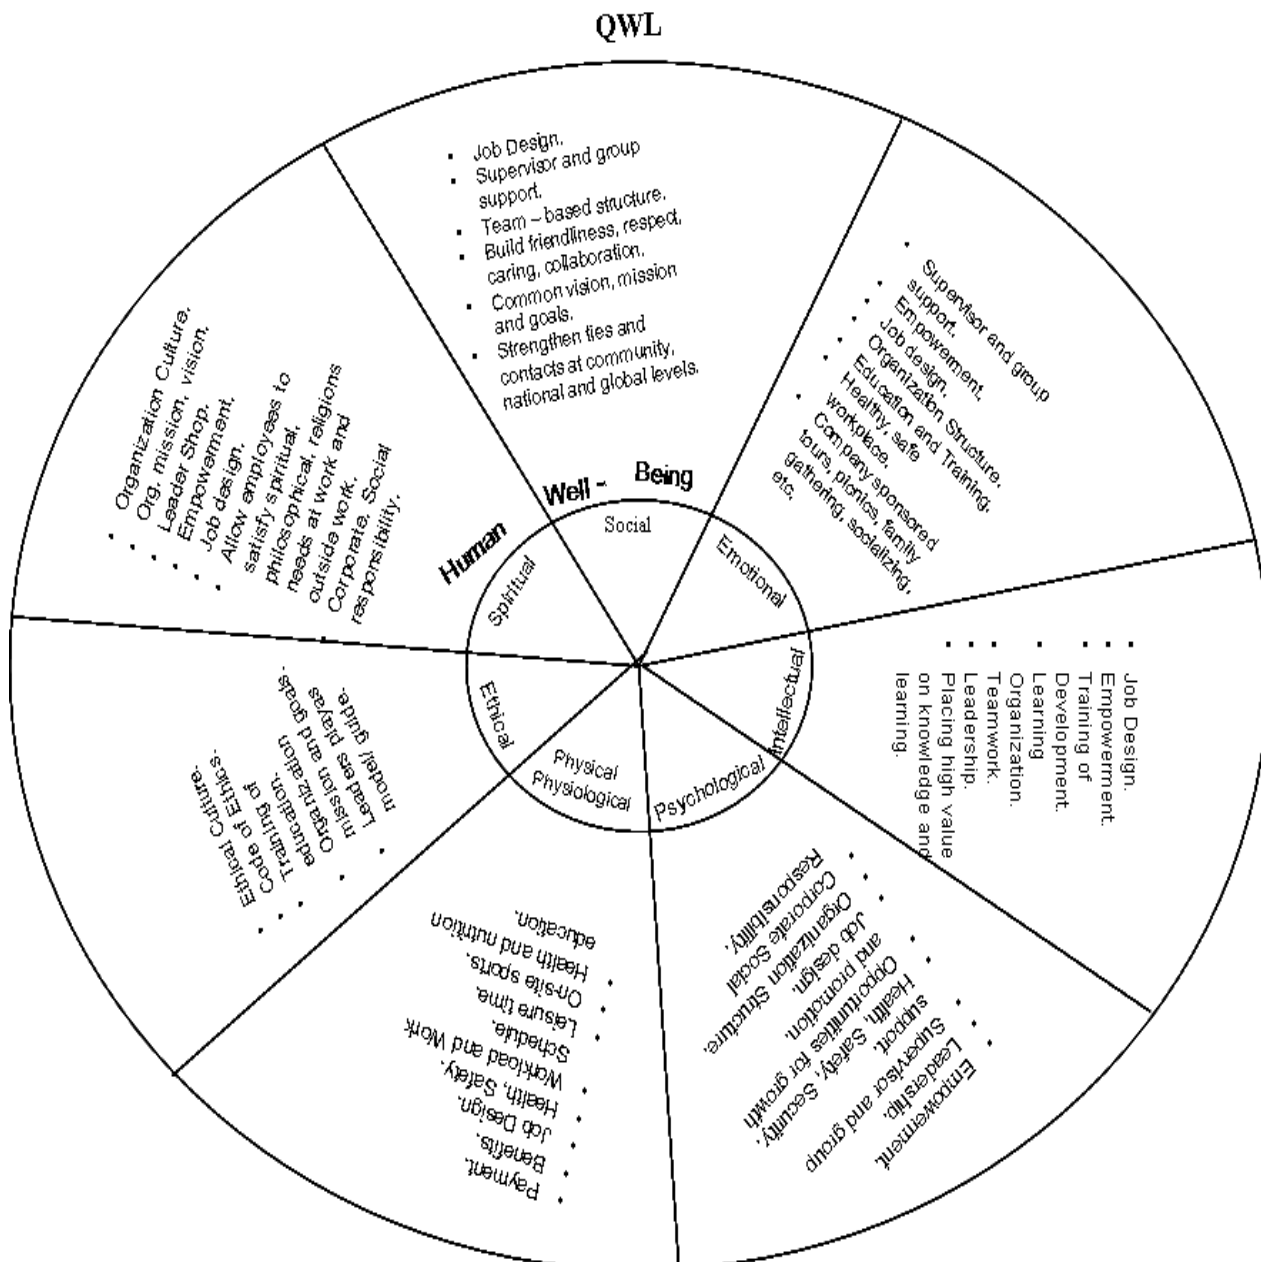 QWL
Job Design.
Supervisor and group
support.
Team – based structure.
Build friendliness, respect,
caring, collaboration.
Common vision, mission
and goals.
Strengthen ties and
contacts at community,
national and global levels.
Supervisor and group
support.
Empowerment.
Job design.
Organization Structure.
Education and Training.
Healthy, safe
workplace.
Company sponsored
tours, picnics, family
gathering, socializing,
etc.
Job Design.
Empowerment.
Training of
Development.
Learning
Organization.
Teamwork.
Leadership.
Placing high value
on knowledge and
learning.
Empowerment.
Leadership.
Supervisor and group
support.
Health, Safety, Security.
Opportunities for growth
and promotion.
Job design.
Organization Structure.
Corporate Social
Responsibility.
Payment.
Benefits.
Job Design.
Health, Safety.
Workload and Work
Schedule.
Leisure time.
On-site sports.
Health and nutrition
education.
Ethical Culture.
Code of Ethics.
Training of
education.
Organization
mission and goals.
Leaders playas
model/ guide.
Organization Culture.
Org. mission, vision.
Leader Shop.
Empowerment.
Job design.
Allow employees to
satisfy spiritual,
philosophical, religions
needs at work and
outside work.
Corporate. Social
responsibility.
Human Well - Being
Social
Emotional
Intellectual
Psychological
Physical
Physiological
Ethical
Spiritual